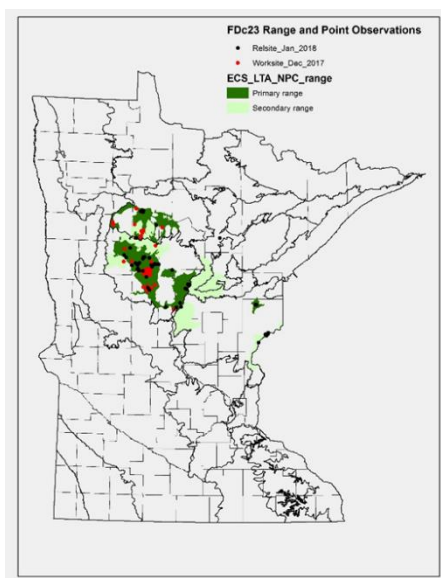 FDc23 Range and Point Observations
Relsite_Jan_2018
Worksite_Dec_2017
ECS_LTA_NPC_range
Primary range
Secondary range